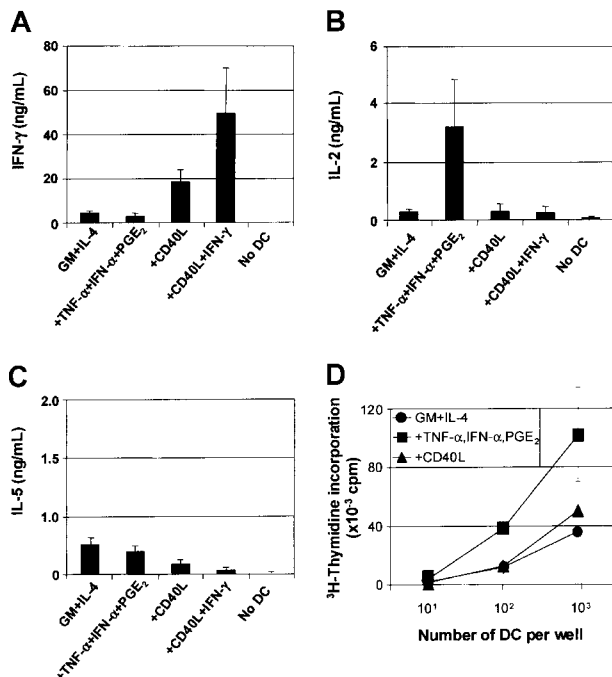 A
80
60
40
20
0
IFN-γ (ng/mL)
GM+IL-4
+TNF-α+IFN-α+PGE₂
+CD40L
+CD40L+IFN-γ
No DC
B
6
4
2
0
IL-2 (ng/mL)
GM+IL-4
+TNF-α+IFN-α+PGE₂
+CD40L
+CD40L+IFN-γ
No DC
C
2.0
1.0
0
IL-5 (ng/mL)
GM+IL-4
+TNF-α+IFN-α+PGE₂
+CD40L
+CD40L+IFN-γ
No DC
D
GM+IL-4
+TNF-α,IFN-α,PGE₂
+CD40L
120
80
40
0
³H-Thymidine incorporation
(x10⁻³ cpm)
10¹ 10² 10³
Number of DC per well